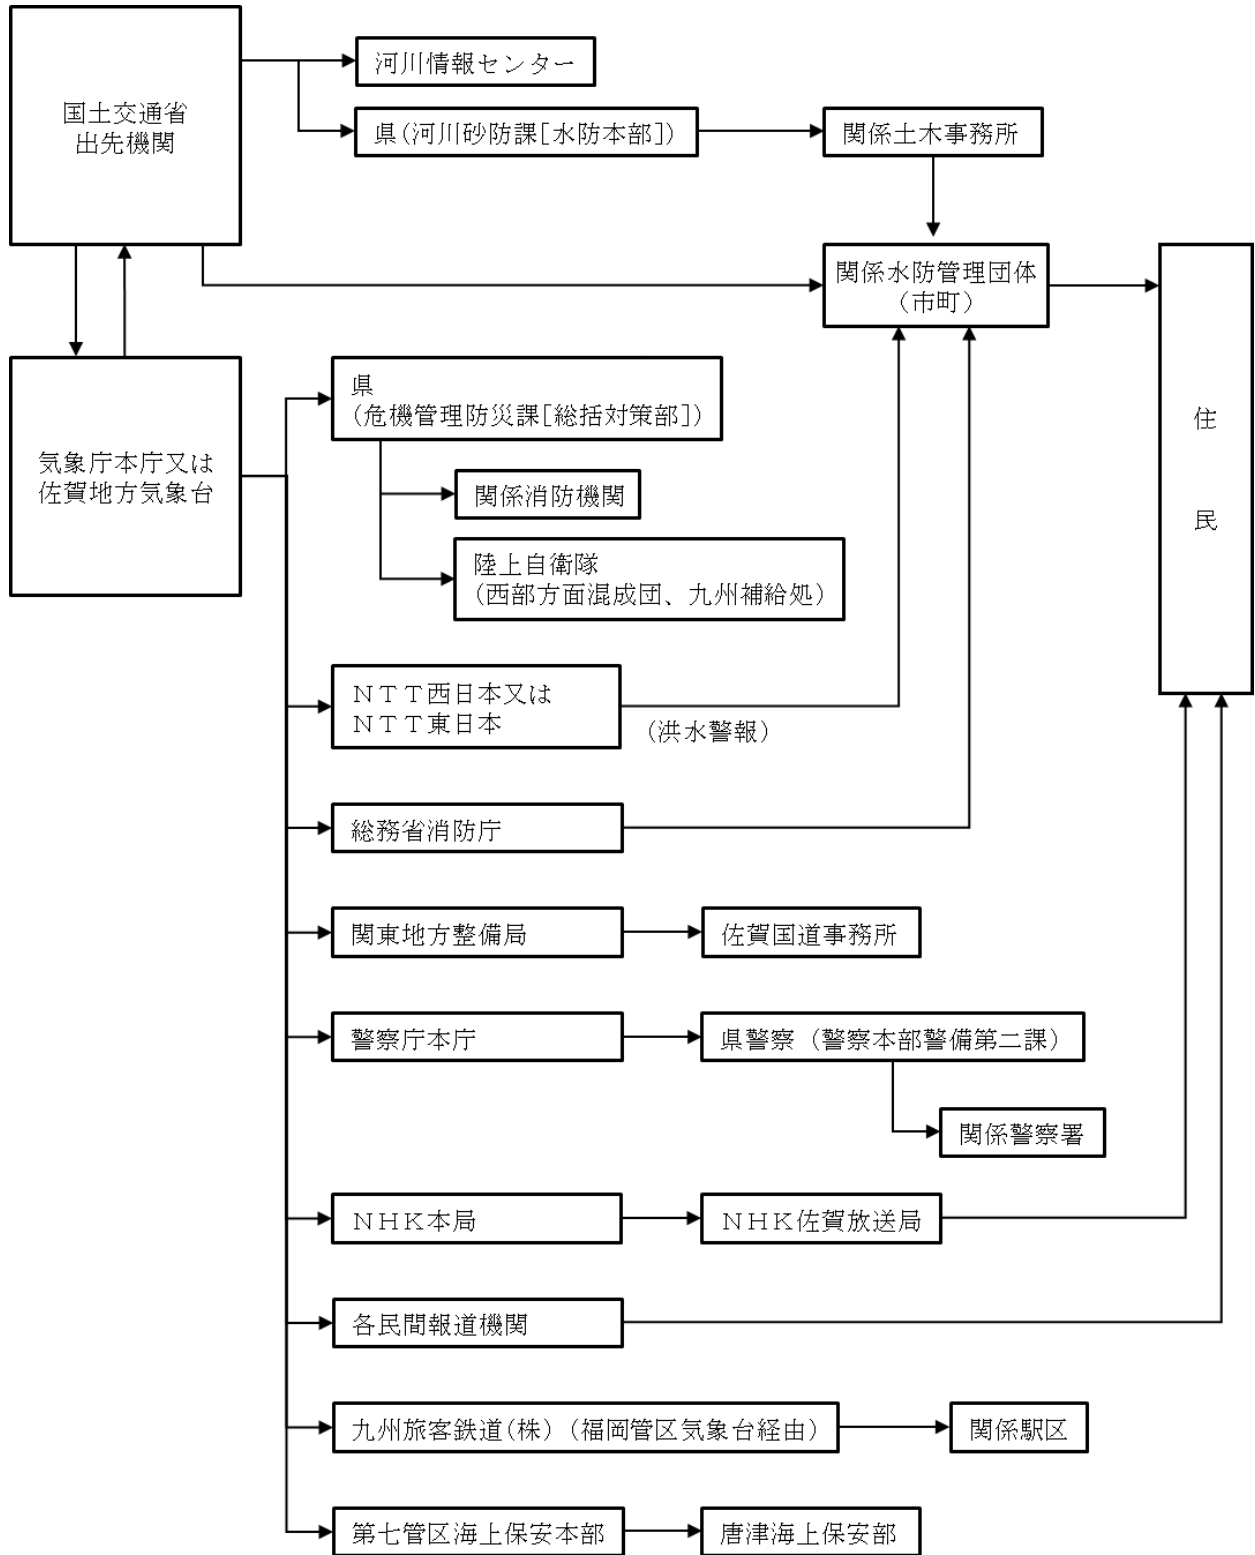 国土交通省
出先機関
河川情報センター
県(河川砂防課[水防本部])
関係土木事務所
関係水防管理団体
(市町)
住
民
気象庁本庁又は
佐賀地方気象台
県
(危機管理防災課[総括対策部])
関係消防機関
陸上自衛隊
(西部方面混成団、九州補給処)
NTT西日本又は
NTT東日本
(洪水警報)
総務省消防庁
関東地方整備局
佐賀国道事務所
警察庁本庁
県警察(警察本部警備第二課)
関係警察署
NHK本局
NHK佐賀放送局
各民間報道機関
九州旅客鉄道(株)(福岡管区気象台経由)
関係駅区
第七管区海上保安本部
唐津海上保安部